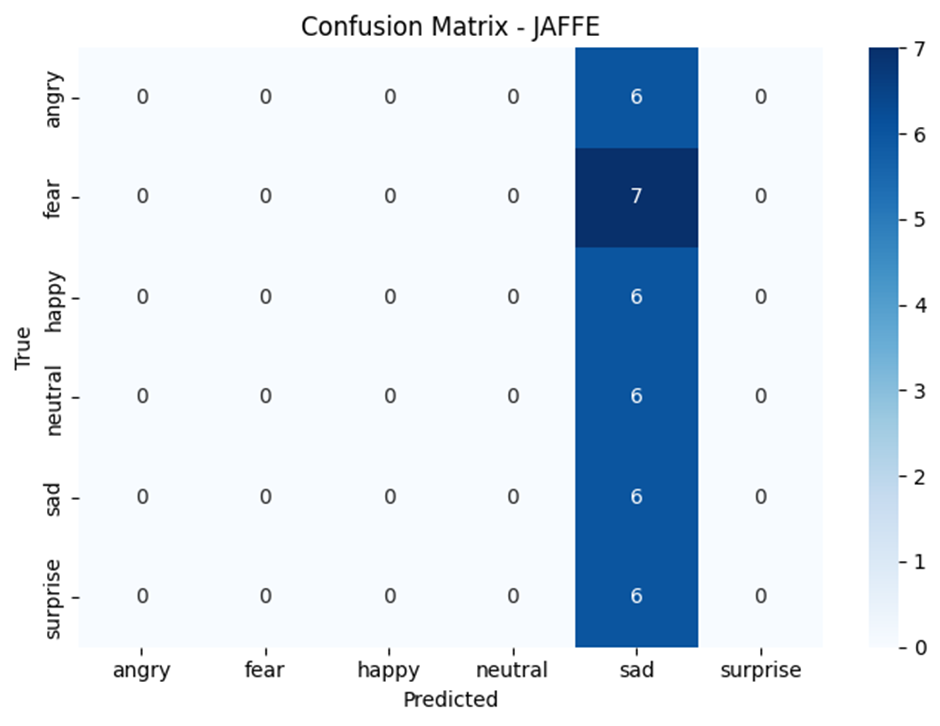 Confusion Matrix - JAFFE
True
angry 0 0 0 0 6 0
fear 0 0 0 0 7 0
happy 0 0 0 0 6 0
neutral 0 0 0 0 6 0
sad 0 0 0 0 6 0
surprise 0 0 0 0 6 0
angry fear happy neutral sad surprise
Predicted
7
6
5
4
3
2
1
0